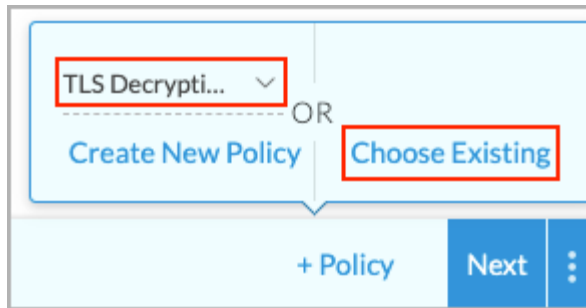 TLS Decrypti...
OR
Create New Policy
Choose Existing
+ Policy
Next